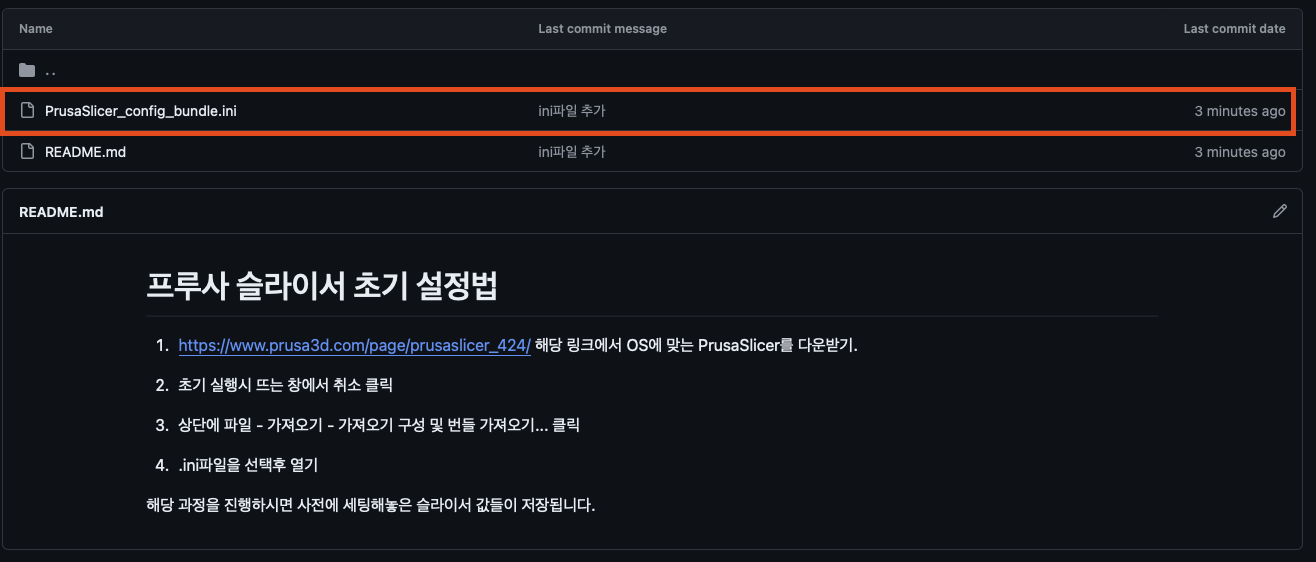 Name Last commit message Last commit date
..
PrusaSlicer_config_bundle.ini ini파일 추가 3 minutes ago
README.md ini파일 추가 3 minutes ago
README.md
프루사 슬라이서 초기 설정법
1. https://www.prusa3d.com/page/prusaslicer_424/ 해당 링크에서 OS에 맞는 PrusaSlicer를 다운받기.
2. 초기 실행시 뜨는 창에서 취소 클릭
3. 상단에 파일 - 가져오기 - 가져오기 구성 및 번들 가져오기... 클릭
4. .ini파일을 선택후 열기
해당 과정을 진행하시면 사전에 세팅해놓은 슬라이서 값들이 저장됩니다.